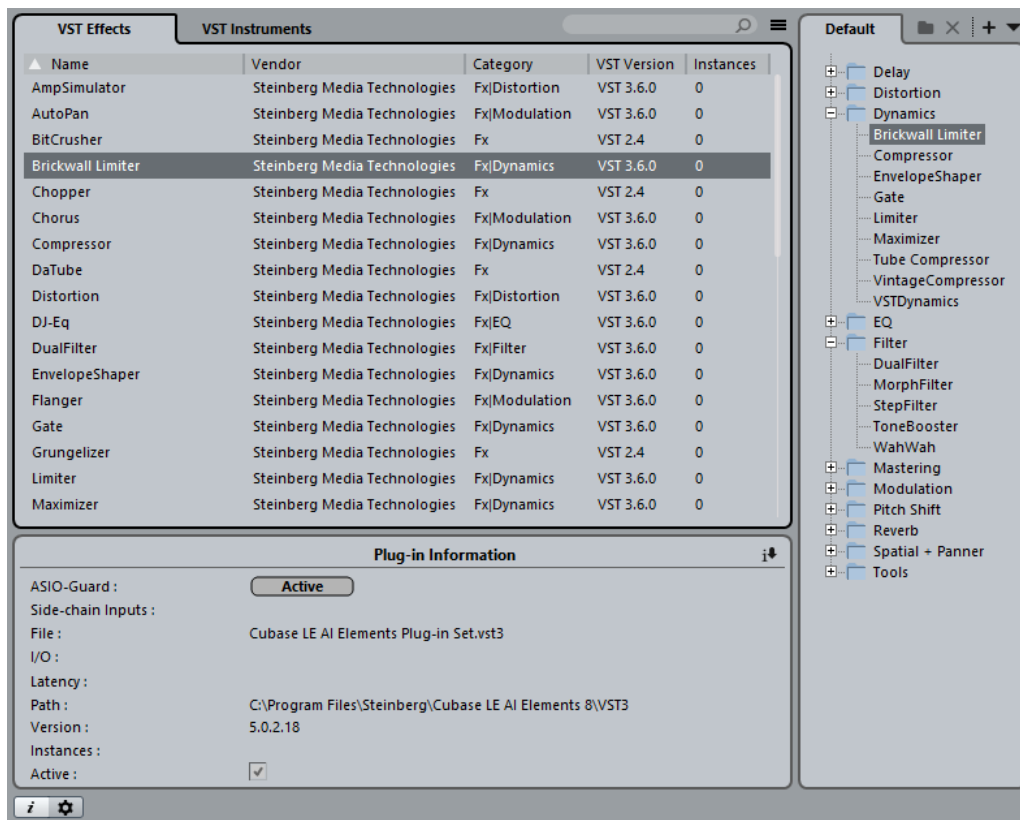 VST Effects VST Instruments
Name Vendor Category VST Version Instances
AmpSimulator Steinberg Media Technologies Fx|Distortion VST 3.6.0 0
AutoPan Steinberg Media Technologies Fx|Modulation VST 3.6.0 0
BitCrusher Steinberg Media Technologies Fx VST 2.4 0
Brickwall Limiter Steinberg Media Technologies Fx|Dynamics VST 3.6.0 0
Chopper Steinberg Media Technologies Fx VST 2.4 0
Chorus Steinberg Media Technologies Fx|Modulation VST 3.6.0 0
Compressor Steinberg Media Technologies Fx|Dynamics VST 3.6.0 0
DaTube Steinberg Media Technologies Fx VST 2.4 0
Distortion Steinberg Media Technologies Fx|Distortion VST 3.6.0 0
DJ-Eq Steinberg Media Technologies Fx|EQ VST 3.6.0 0
DualFilter Steinberg Media Technologies Fx|Filter VST 3.6.0 0
EnvelopeShaper Steinberg Media Technologies Fx|Dynamics VST 3.6.0 0
Flanger Steinberg Media Technologies Fx|Modulation VST 3.6.0 0
Gate Steinberg Media Technologies Fx|Dynamics VST 3.6.0 0
Grungelizer Steinberg Media Technologies Fx VST 2.4 0
Limiter Steinberg Media Technologies Fx|Dynamics VST 3.6.0 0
Maximizer Steinberg Media Technologies Fx|Dynamics VST 3.6.0 0
Plug-in Information
ASIO-Guard : Active
Side-chain Inputs :
File : Cubase LE AI Elements Plug-in Set.vst3
I/O :
Latency :
Path : C:\Program Files\Steinberg\Cubase LE AI Elements 8\VST3
Version : 5.0.2.18
Instances :
Active :
Default
Delay
Distortion
Dynamics
Brickwall Limiter
Compressor
EnvelopeShaper
Gate
Limiter
Maximizer
Tube Compressor
VintageCompressor
VSTDynamics
EQ
Filter
DualFilter
MorphFilter
StepFilter
ToneBooster
WahWah
Mastering
Modulation
Pitch Shift
Reverb
Spatial + Panner
Tools